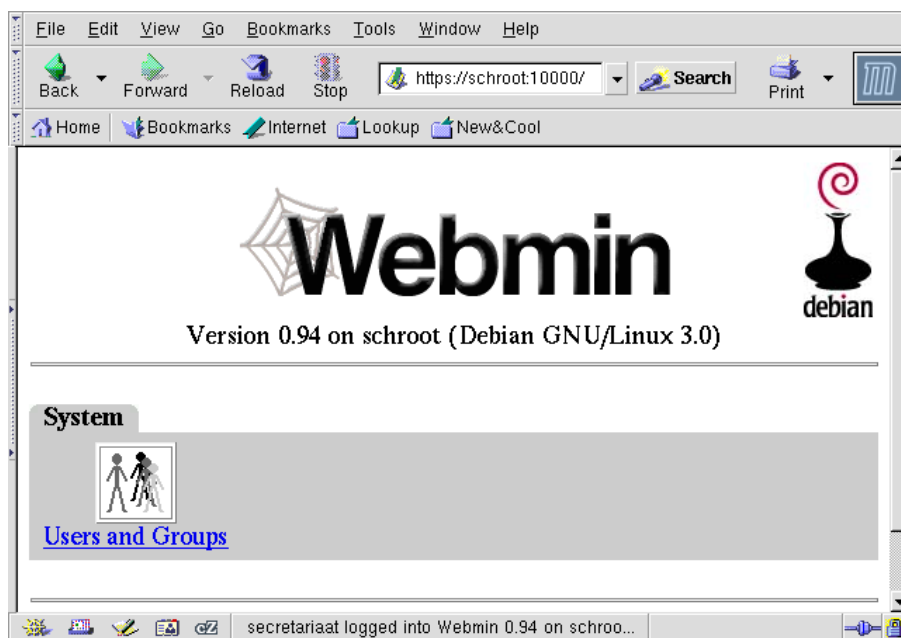 File Edit View Go Bookmarks Tools Window Help
Back Forward Reload Stop https://schroot:10000/ Search Print
Home Bookmarks Internet Lookup New&Cool
Webmin
debian
Version 0.94 on schroot (Debian GNU/Linux 3.0)
System
Users and Groups
secretariaat logged into Webmin 0.94 on schroo...